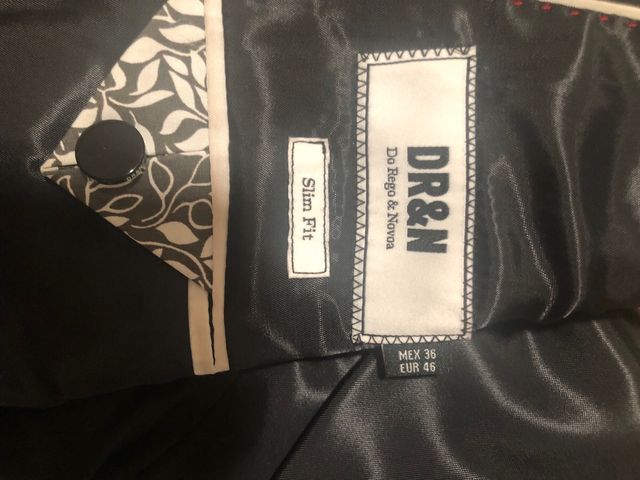 DR&N
Do Rego & Novoa
Slim Fit
MEX 36
EUR 46